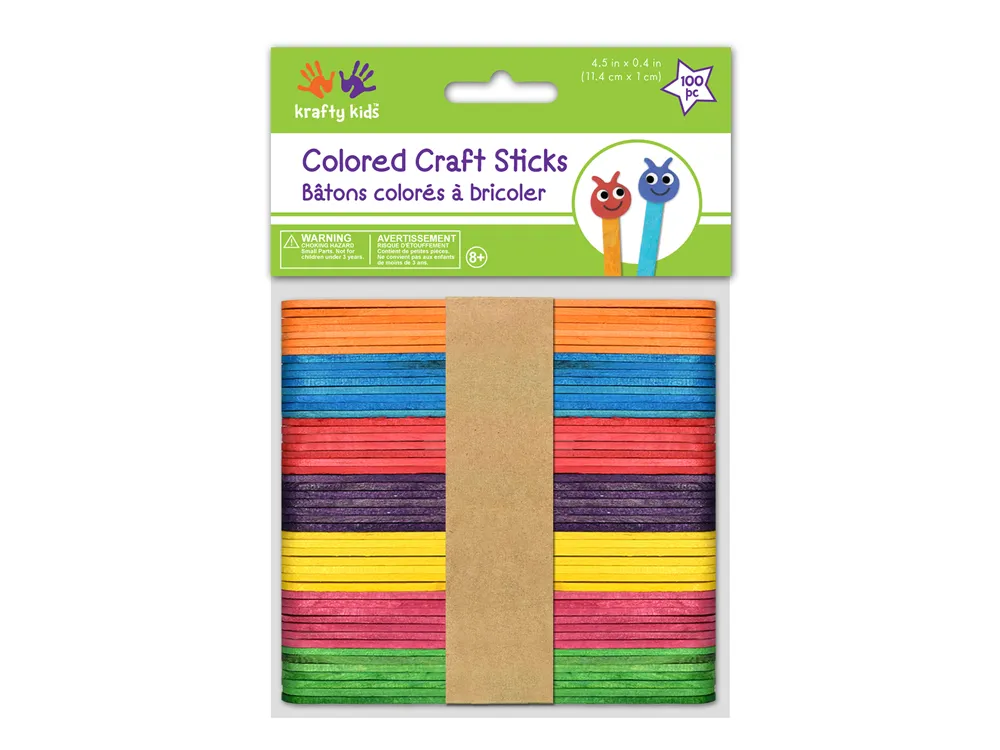 krafty kids™
4.5 in x 0.4 in
(11.4 cm x 1 cm)
100
pc
Colored Craft Sticks
Bâtons colorés à bricoler
WARNING
CHOKING HAZARD
Small Parts. Not for
children under 3 years.
AVERTISSEMENT
RISQUE D'ÉTOUFFEMENT
Contient de petites pièces.
Ne convient pas aux enfants
de moins de 3 ans.
8+